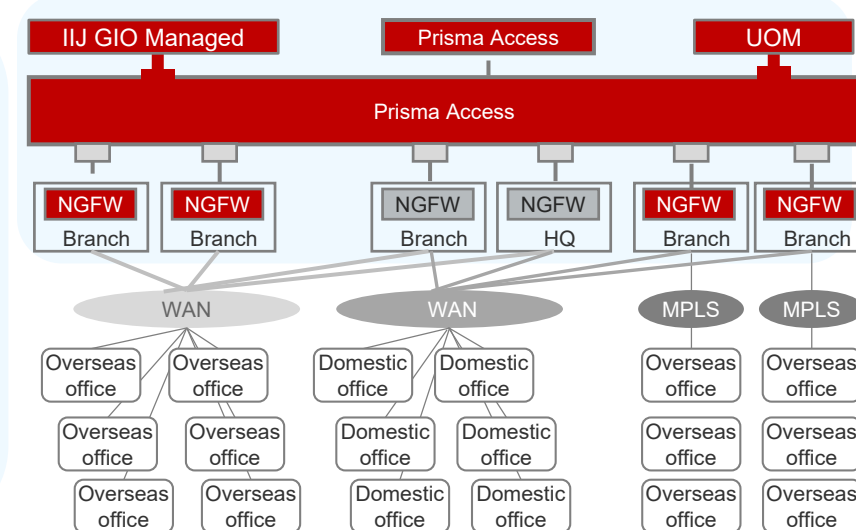 IIJ GIO Managed
Prisma Access
UOM
Prisma Access
NGFW
NGFW
NGFW
NGFW
NGFW
NGFW
Branch
Branch
Branch
HQ
Branch
Branch
WAN
WAN
MPLS
MPLS
Overseas
office
Overseas
office
Domestic
office
Domestic
office
Overseas
office
Overseas
office
Overseas
office
Overseas
office
Domestic
office
Domestic
office
Overseas
office
Overseas
office
Overseas
office
Overseas
office
Domestic
office
Domestic
office
Overseas
office
Overseas
office